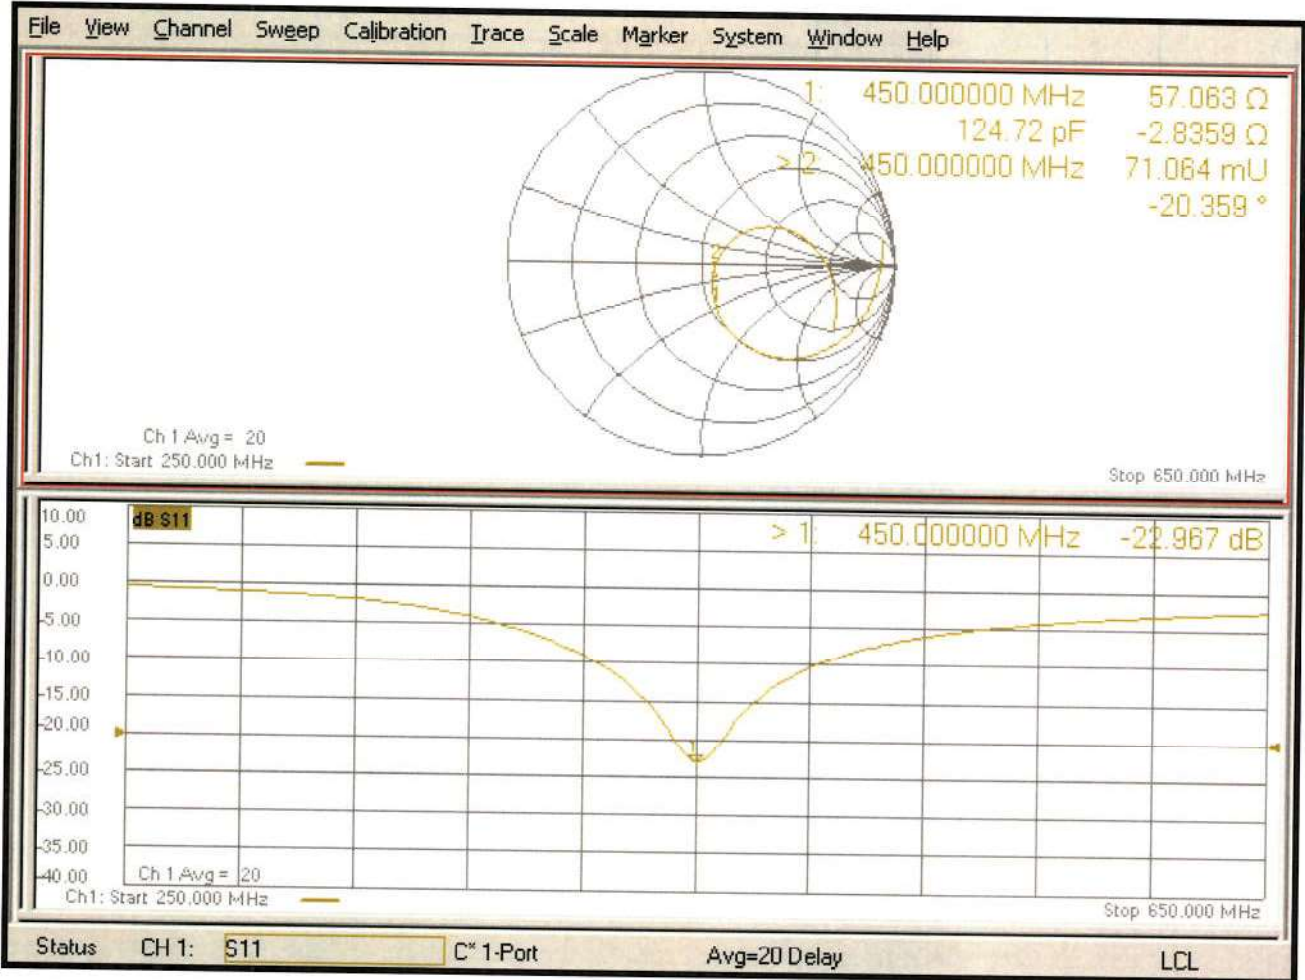 File View Channel Sweep Calibration Trace Scale Marker System Window Help
1: 450.000000 MHz 57.063 Ω
124.72 pF -2.8359 Ω
> 2: 450.000000 MHz 71.064 mU
-20.359 °
Ch 1 Avg = 20
Ch1: Start 250.000 MHz
Stop 650.000 MHz
dB S11
> 1: 450.000000 MHz -22.967 dB
10.00
5.00
0.00
-5.00
-10.00
-15.00
-20.00
-25.00
-30.00
-35.00
-40.00
1
Ch 1 Avg = 20
Ch1: Start 250.000 MHz
Stop 650.000 MHz
Status CH 1: S11 C* 1-Port Avg=20 Delay LCL